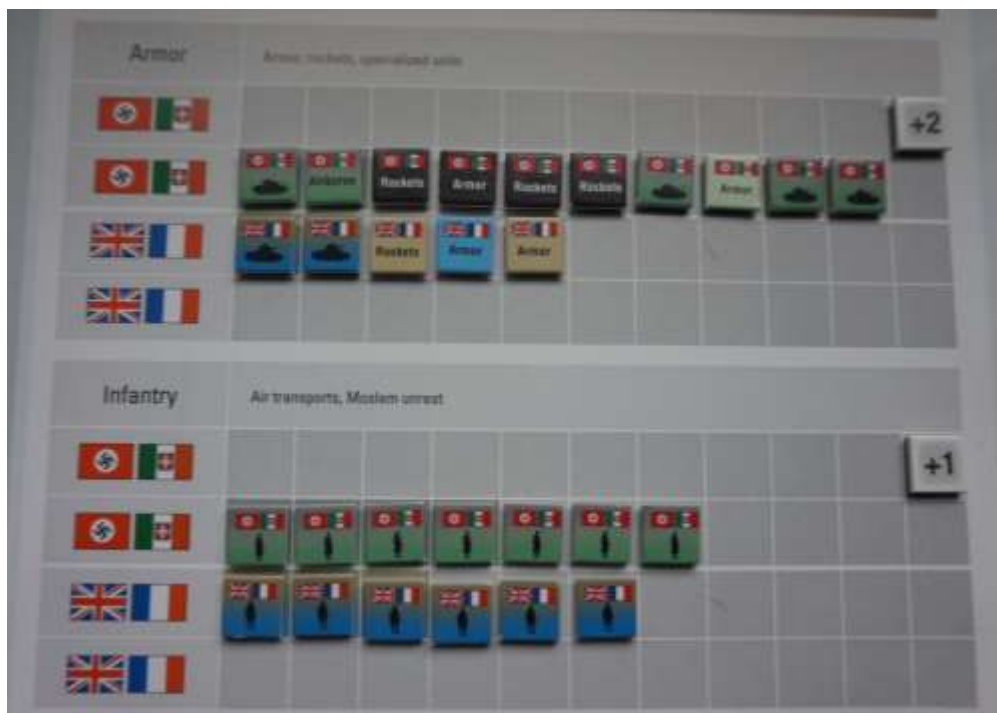 Armor
Armor, rockets, specialized units
+2
Airborne Rockets Armor Rockets Rockets Armor
Rockets Armor Armor
Infantry
Air transports, Moslem unrest
+1